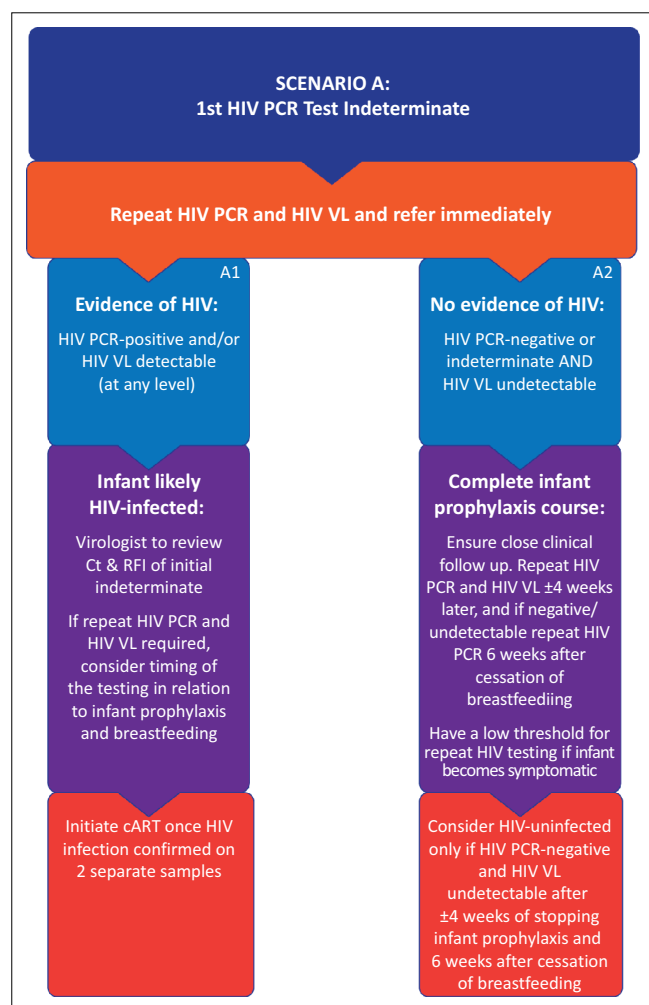 SCENARIO A:
1st HIV PCR Test Indeterminate
Repeat HIV PCR and HIV VL and refer immediately
A1
Evidence of HIV:
HIV PCR-positive and/or
HIV VL detectable
(at any level)
Infant likely
HIV-infected:
Virologist to review
Ct & RFI of initial
indeterminate
If repeat HIV PCR and
HIV VL required,
consider timing of
the testing in relation
to infant prophylaxis
and breastfeeding
Initiate cART once HIV
infection confirmed on
2 separate samples
A2
No evidence of HIV:
HIV PCR-negative or
indeterminate AND
HIV VL undetectable
Complete infant
prophylaxis course:
Ensure close clinical
follow up. Repeat HIV
PCR and HIV VL ±4 weeks
later, and if negative/
undetectable repeat HIV
PCR 6 weeks after
cessation of
breastfeediing
Have a low threshold for
repeat HIV testing if infant
becomes symptomatic
Consider HIV-uninfected
only if HIV PCR-negative
and HIV VL
undetectable after
±4 weeks of stopping
infant prophylaxis and
6 weeks after cessation
of breastfeeding